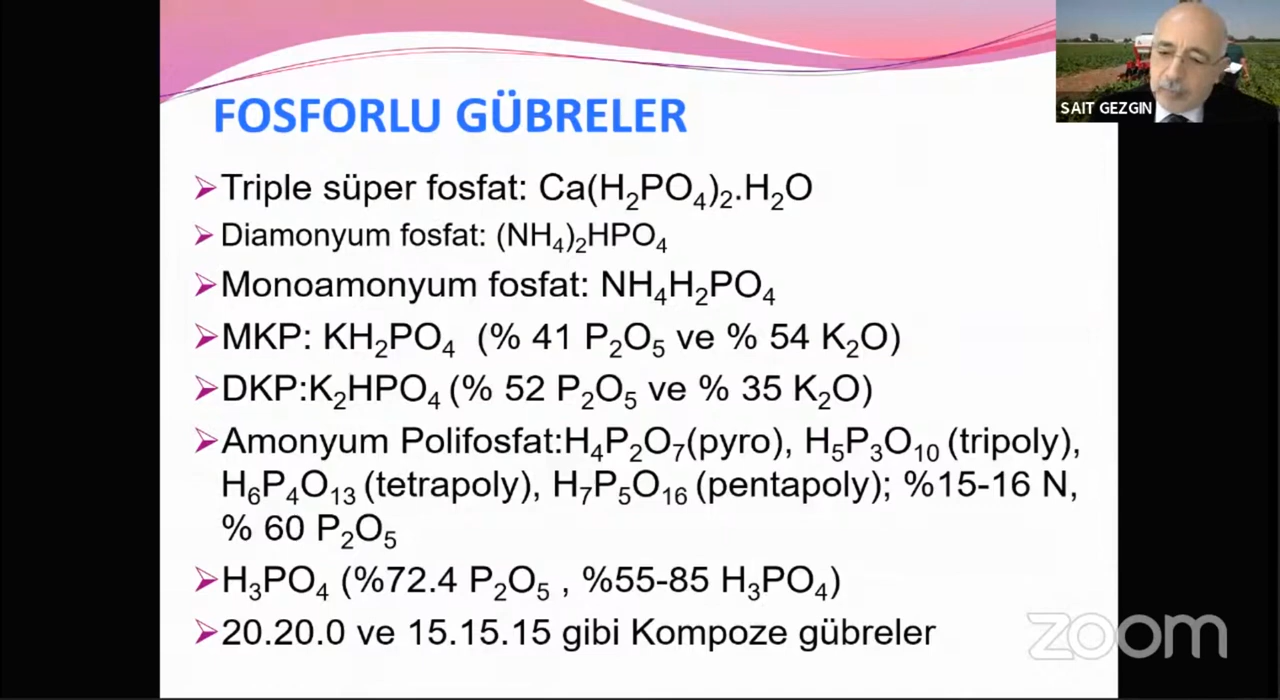 FOSFORLU GÜBRELER
SAIT GEZGIN
➢Triple süper fosfat: Ca(H₂PO₄)₂.H₂O
➢Diamonyum fosfat: (NH₄)₂HPO₄
➢Monoamonyum fosfat: NH₄H₂PO₄
➢MKP: KH₂PO₄ (% 41 P₂O₅ ve % 54 K₂O)
➢DKP:K₂HPO₄ (% 52 P₂O₅ ve % 35 K₂O)
➢Amonyum Polifosfat:H₄P₂O₇(pyro), H₅P₃O₁₀ (tripoly),
H₆P₄O₁₃ (tetrapoly), H₇P₅O₁₆ (pentapoly); %15-16 N,
% 60 P₂O₅
➢H₃PO₄ (%72.4 P₂O₅ , %55-85 H₃PO₄)
➢20.20.0 ve 15.15.15 gibi Kompoze gübreler
zoom